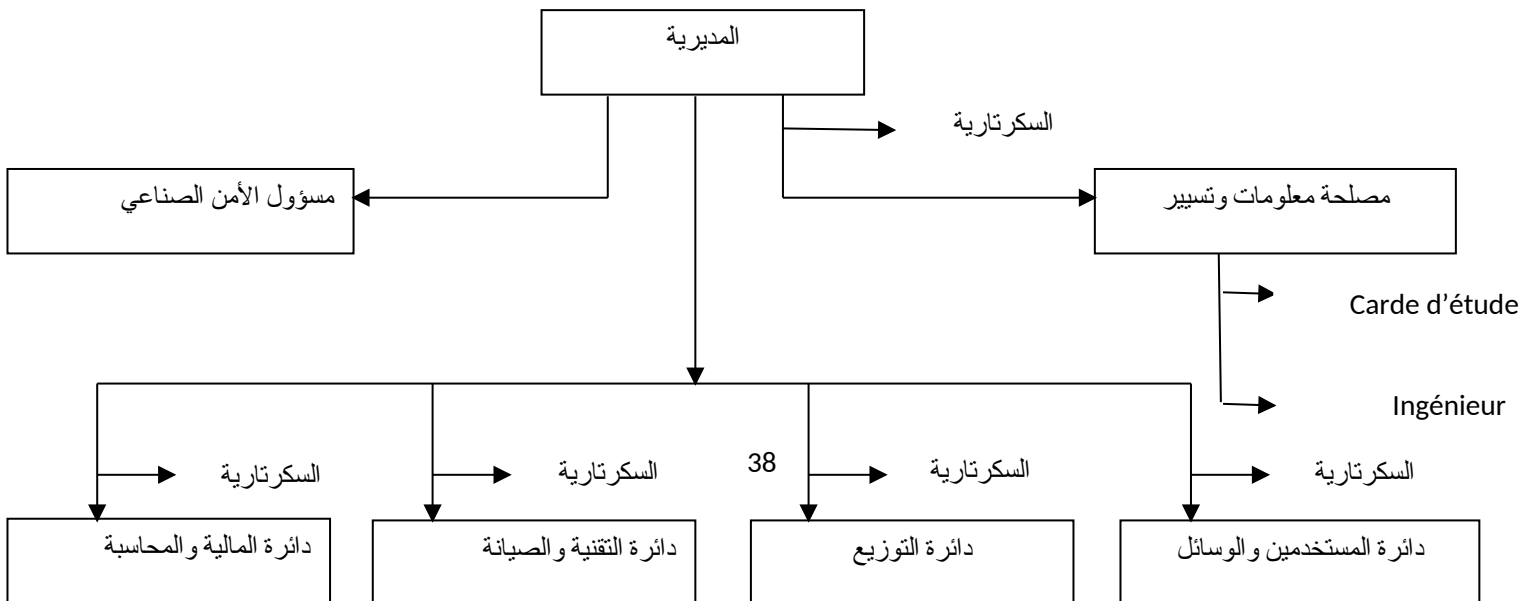 المديرية
السكرتارية
مصلحة معلومات وتسيير
مسؤول الأمن الصناعي
Carde d’étude
Ingénieur
السكرتارية
السكرتارية
38
السكرتارية
السكرتارية
دائرة المستخدمين والوسائل
دائرة التوزيع
دائرة التقنية والصيانة
دائرة المالية والمحاسبة